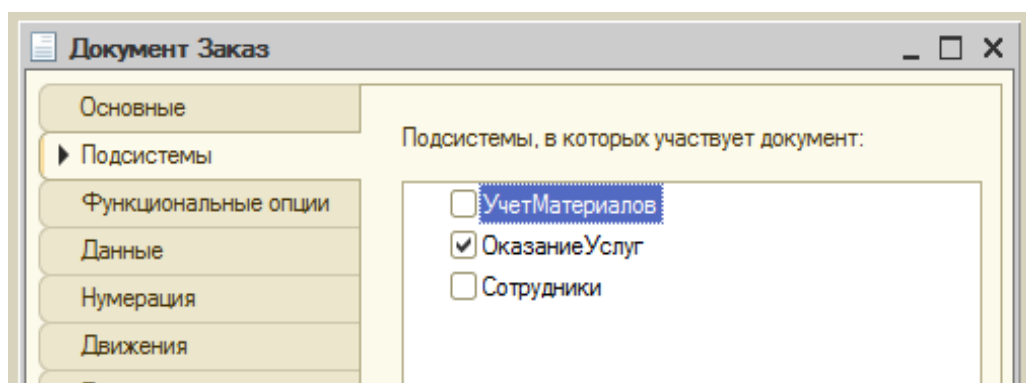 Документ Заказ
Основные
Подсистемы
Функциональные опции
Данные
Нумерация
Движения
Подсистемы, в которых участвует документ:
УчетМатериалов
ОказаниеУслуг
Сотрудники